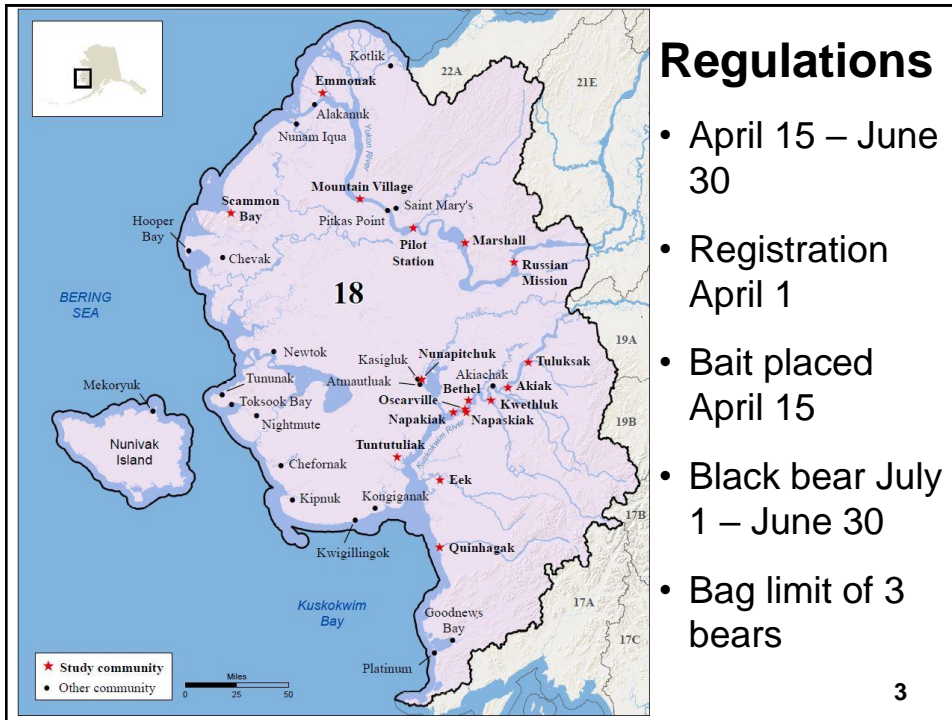 Kotlik
22A
21E
Emmonak
Alakanuk
Nunam Iqua
Yukon River
Mountain Village
Scammon
Bay
Saint Mary's
Pitkas Point
Hooper
Bay
Pilot
Station
Marshall
Chevak
Russian
Mission
BERING
SEA
18
19A
Newtok
Kasigluk
Nunapitchuk
Tuluksak
Mekoryuk
Tununak
Atmautluak
Akiachak
Bethel
Akiak
Toksook Bay
Oscarville
Kwethluk
19B
Nightmute
Napakiak
Napaskiak
Nunivak
Island
Tuntutuliak
Kuskokwim River
Chefornak
Eek
Kipnuk
Kongiganak
17B
Kwigillingok
Quinhagak
Kuskokwim
Bay
17A
Goodnews
Bay
17C
Platinum
★ Study community
• Other community
Miles
0 25 50
Regulations
• April 15 – June
30
• Registration
April 1
• Bait placed
April 15
• Black bear July
1 – June 30
• Bag limit of 3
bears
3